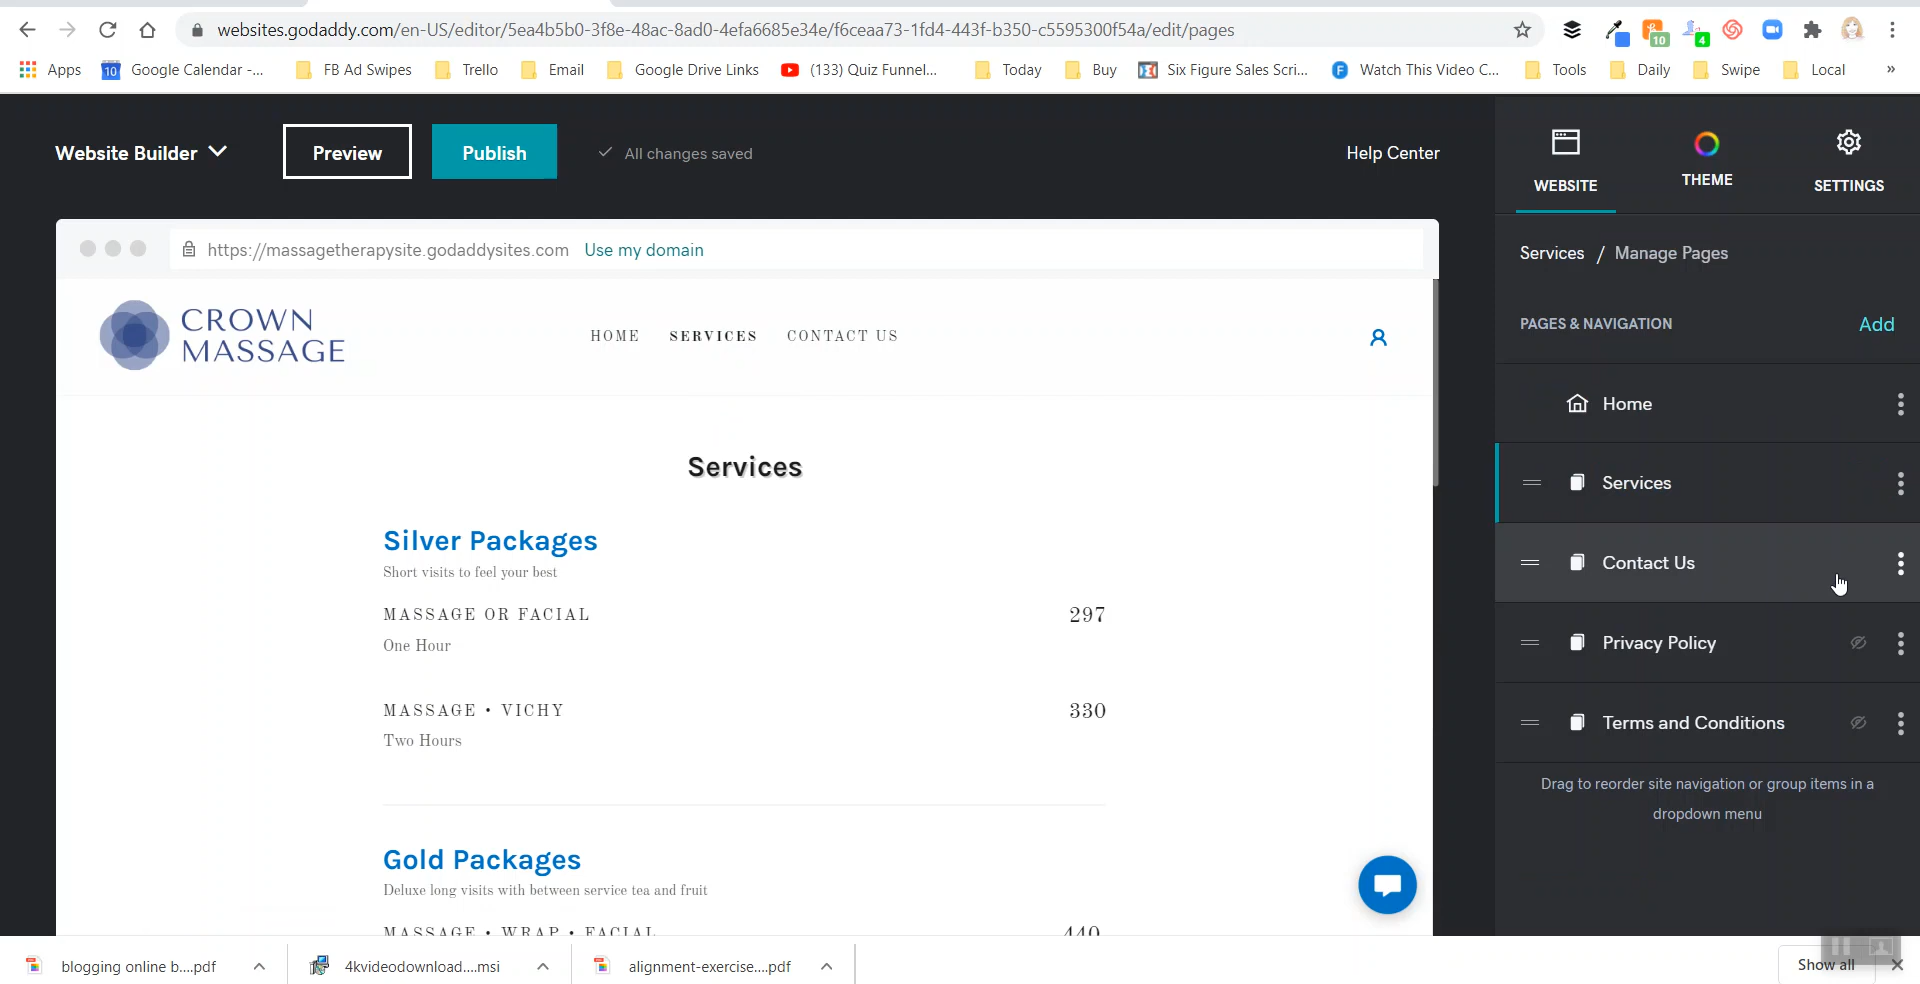 websites.godaddy.com/en-US/editor/5ea4b5b0-3f8e-48ac-8ad0-4efa6685e34e/f6ceaa73-1fd4-443f-b350-c5595300f54a/edit/pages
10
4
Apps
10
Google Calendar -...
FB Ad Swipes
Trello
Email
Google Drive Links
(133) Quiz Funnel...
Today
Buy
Six Figure Sales Scri...
Watch This Video C...
Tools
Daily
Swipe
Local
»
Website Builder
Preview
Publish
All changes saved
Help Center
WEBSITE
THEME
SETTINGS
https://massagetherapysite.godaddysites.com Use my domain
CROWN
MASSAGE
HOME
SERVICES
CONTACT US
Services
Silver Packages
Short visits to feel your best
MASSAGE OR FACIAL
297
One Hour
MASSAGE • VICHY
330
Two Hours
Gold Packages
Deluxe long visits with between service tea and fruit
MASSAGE • WRAP • FACIAL
440
Services / Manage Pages
PAGES & NAVIGATION
Add
Home
Services
Contact Us
Privacy Policy
Terms and Conditions
Drag to reorder site navigation or group items in a
dropdown menu
blogging online b....pdf
4kvideodownload....msi
alignment-exercise....pdf
Show all